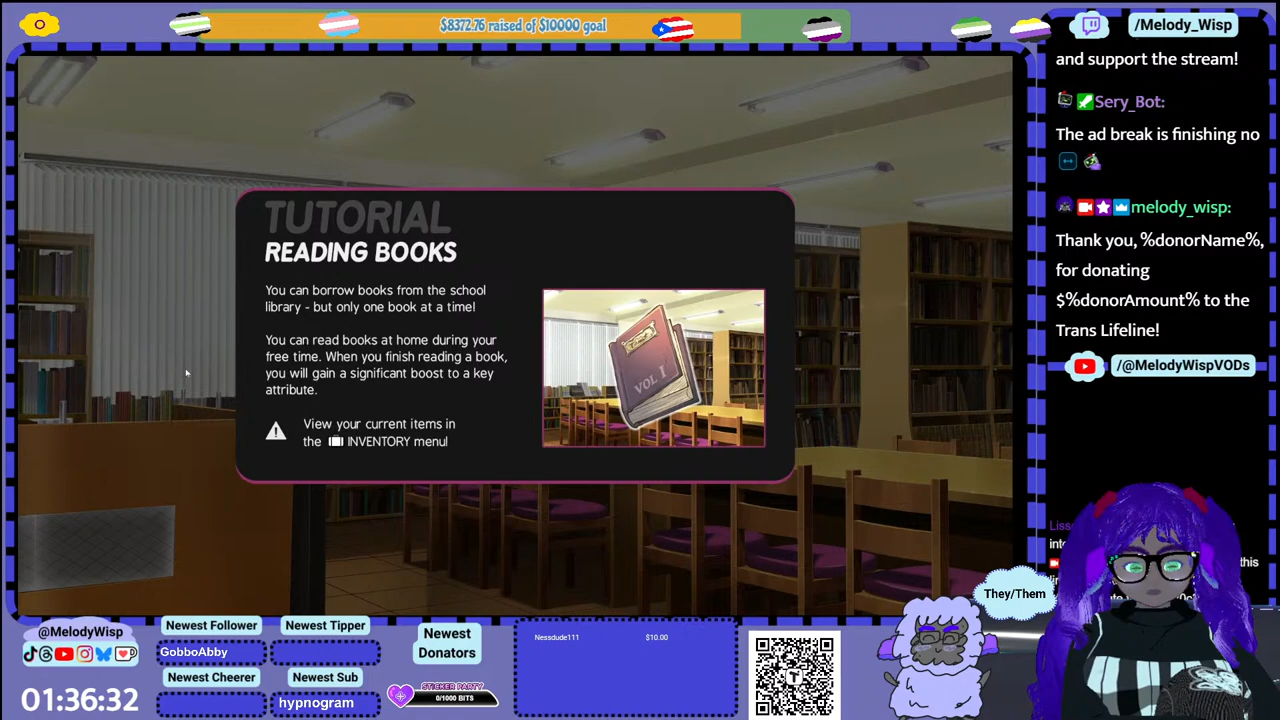 $8372.76 raised of $10000 goal
/Melody_Wisp
and support the stream!
Sery_Bot:
The ad break is finishing no
melody_wisp:
Thank you, %donorName%,
for donating
$%donorAmount% to the
Trans Lifeline!
/@MelodyWispVODs
TUTORIAL
READING BOOKS
You can borrow books from the school
library - but only one book at a time!
You can read books at home during your
free time. When you finish reading a book,
you will gain a significant boost to a key
attribute.
View your current items in
the INVENTORY menu!
VOL I
They/Them
@MelodyWisp
01:36:32
Newest Follower
GobboAbby
Newest Tipper
Newest Cheerer
Newest Sub
hypnogram
Newest
Donators
STICKER PARTY
0/1000 BITS
Nessdude111 $10.00